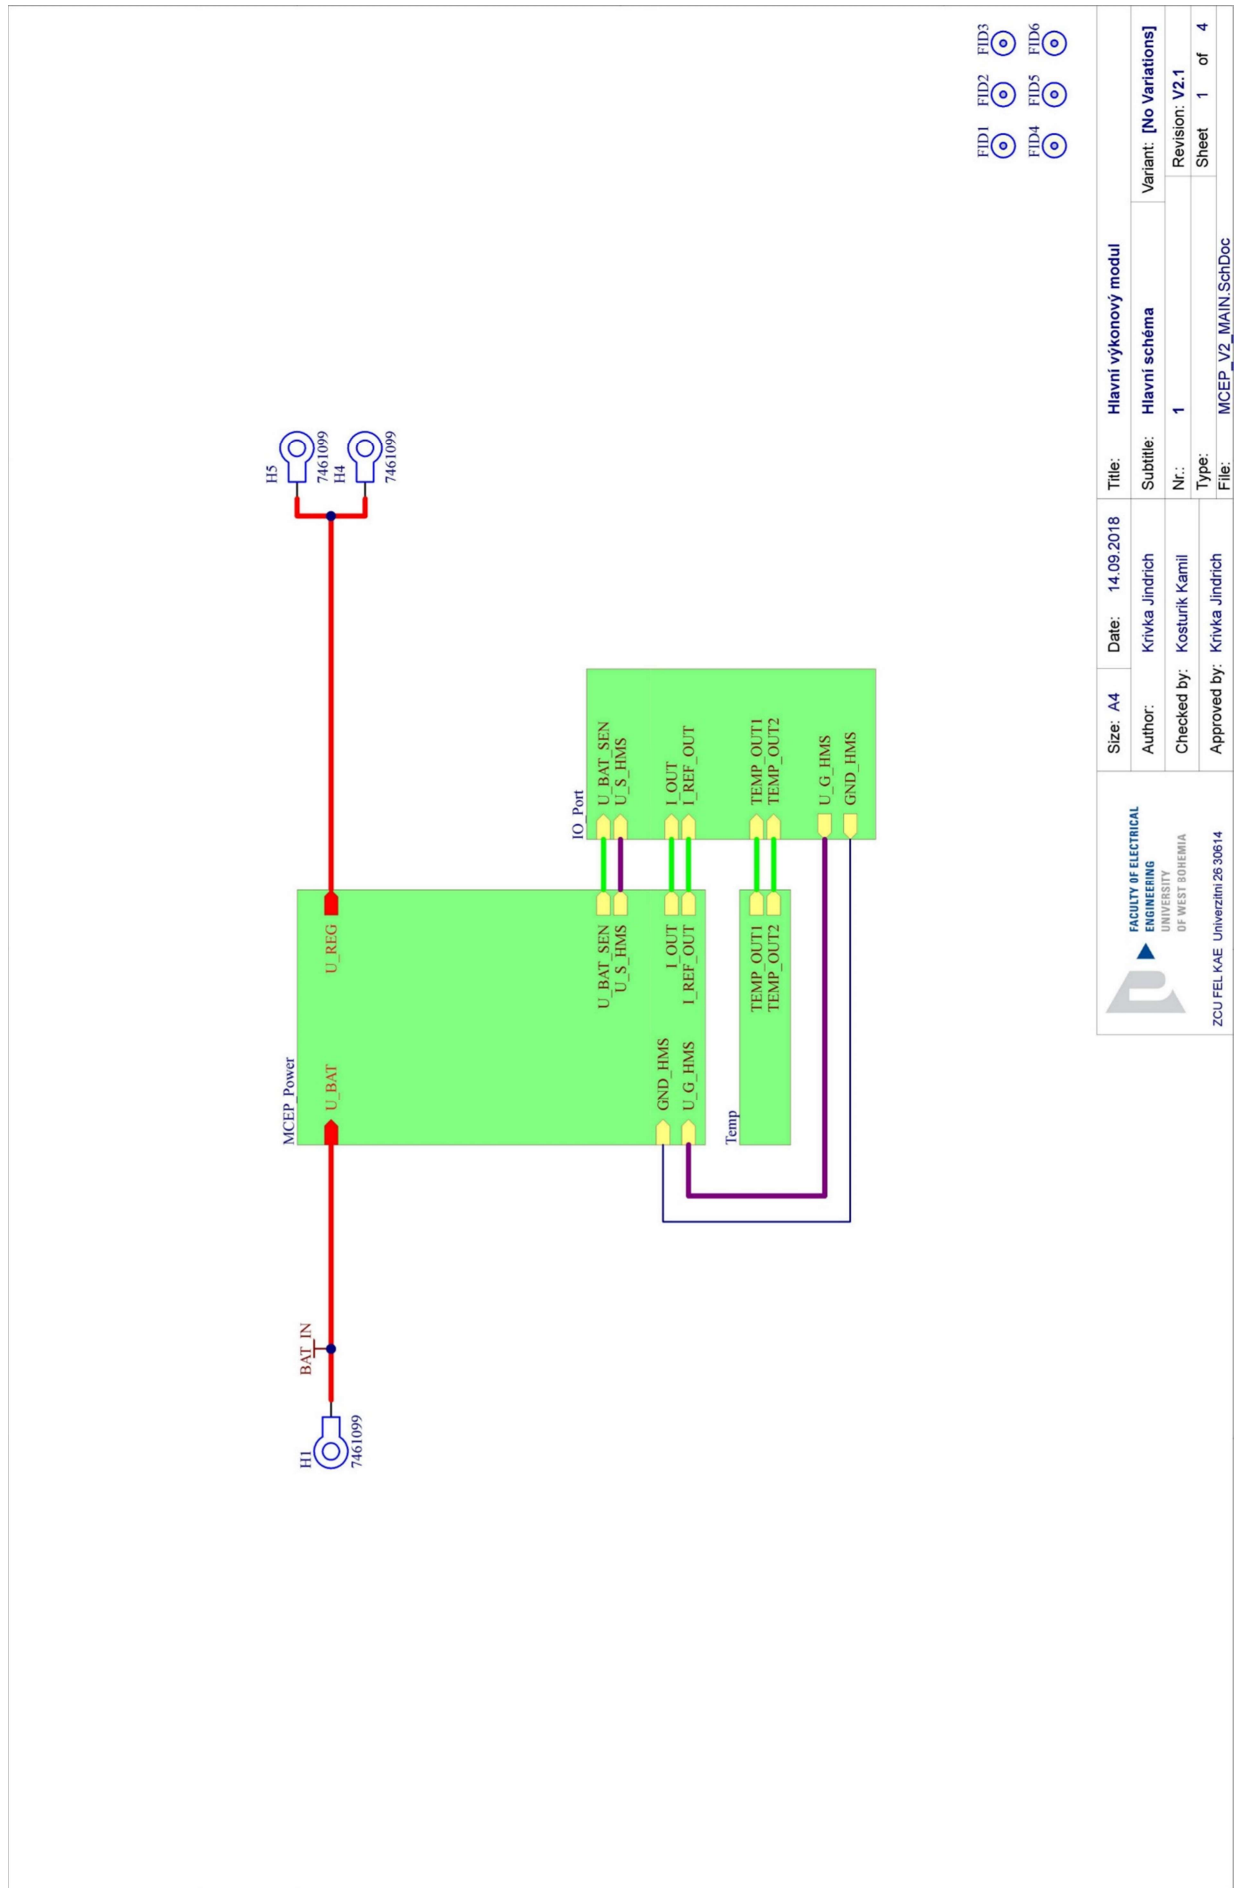 FID1
FID2
FID3
FID4
FID5
FID6
H5
7461099
H4
7461099
BAT_IN
H1
7461099
MCEP_Power
U_BAT
U_REG
U_BAT_SEN
U_S_HMS
I_OUT
I_REF_OUT
GND_HMS
U_G_HMS
Temp
TEMP_OUT1
TEMP_OUT2
IO_Port
U_BAT_SEN
U_S_HMS
I_OUT
I_REF_OUT
TEMP_OUT1
TEMP_OUT2
U_G_HMS
GND_HMS
FACULTY OF ELECTRICAL
ENGINEERING
UNIVERSITY
OF WEST BOHEMIA
ZCU FEL KAE Univerzitni 26 30614
Size: A4 Date: 14.09.2018
Author: Krivka Jindrich
Checked by: Kosturik Kamil
Approved by: Krivka Jindrich
Title: Hlavní výkonový modul
Subtitle: Hlavní schéma Variant: [No Variations]
Nr.: 1 Revision: V2.1
Type: Sheet 1 of 4
File: MCEP_V2_MAIN.SchDoc